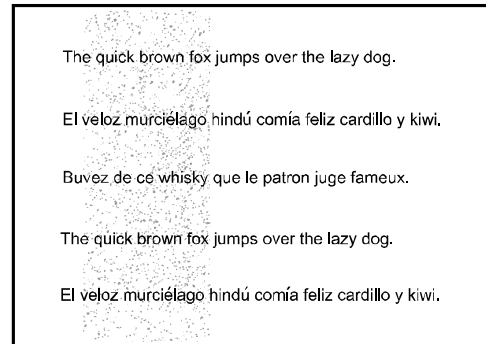 The quick brown fox jumps over the lazy dog.
El veloz murciélago hindú comía feliz cardillo y kiwi.
Buvez de ce whisky que le patron juge fameux.
The quick brown fox jumps over the lazy dog.
El veloz murciélago hindú comía feliz cardillo y kiwi.